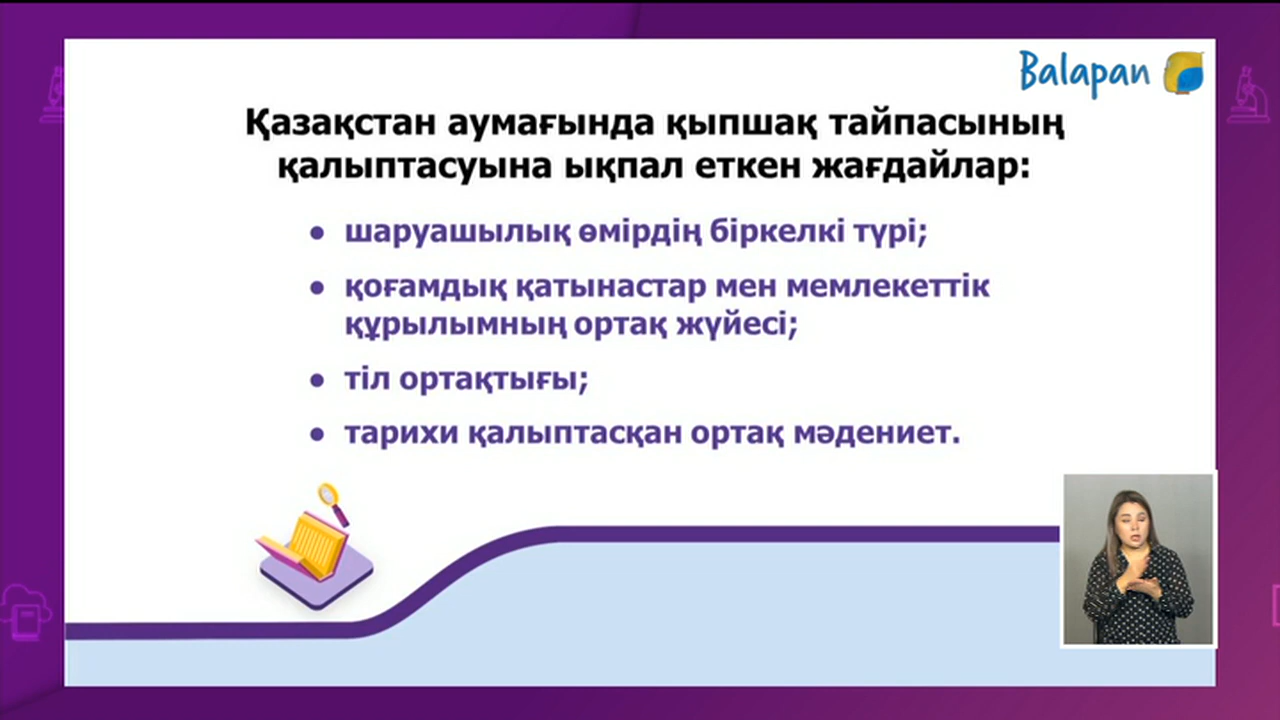 Balapan
Қазақстан аумағында қыпшақ тайпасының
қалыптасуына ықпал еткен жағдайлар:
• шаруашылық өмірдің біркелкі түрі;
• қоғамдық қатынастар мен мемлекеттік
құрылымның ортақ жүйесі;
• тіл ортақтығы;
• тарихи қалыптасқан ортақ мәдениет.